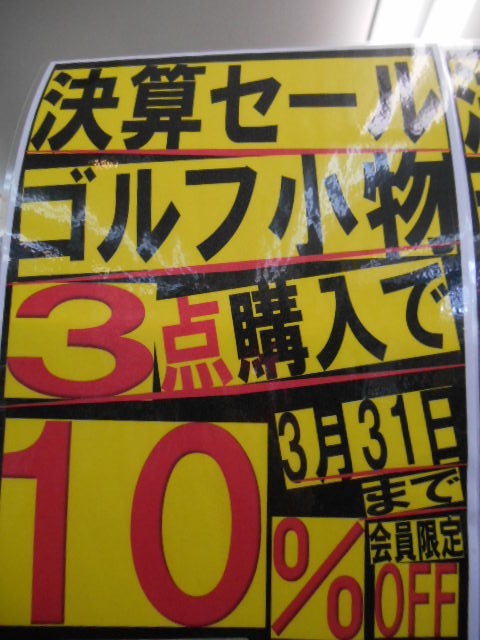 決算セール
ゴルフ小物
3点購入で
3月31日
まで
10%
会員限定
OFF